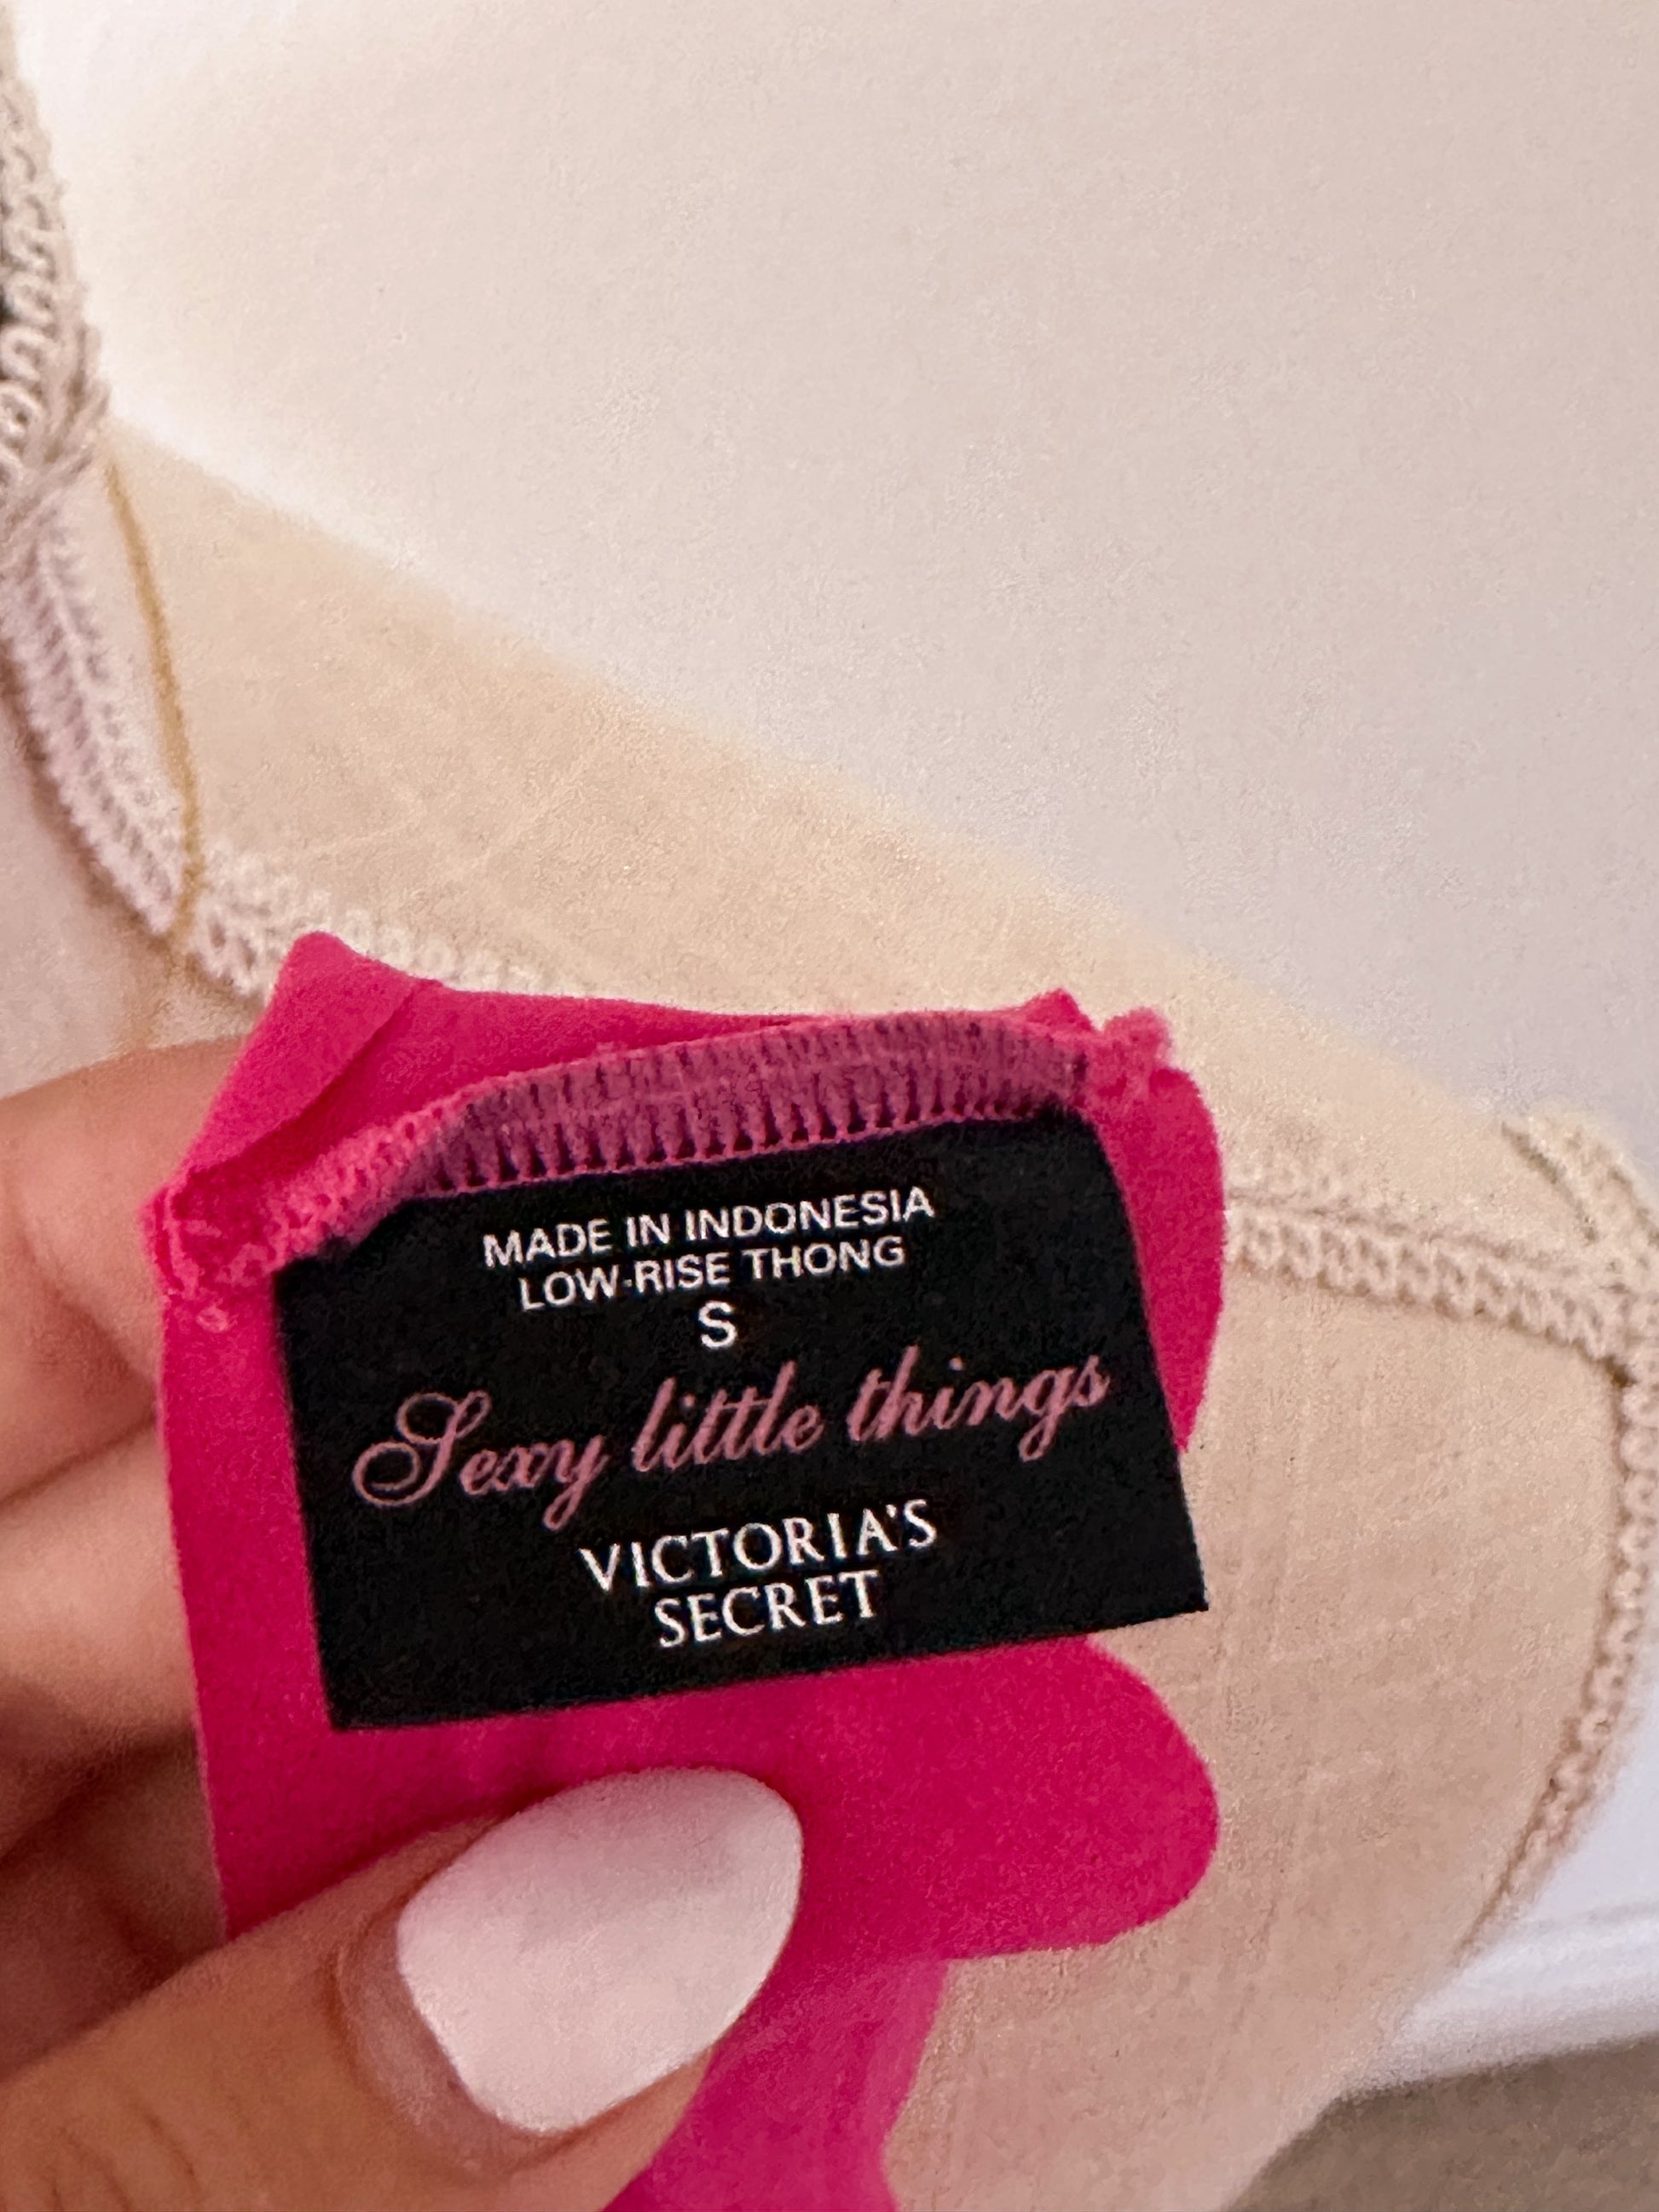 MADE IN INDONESIA
LOW-RISE THONG
S
Sexy little things
VICTORIA'S
SECRET